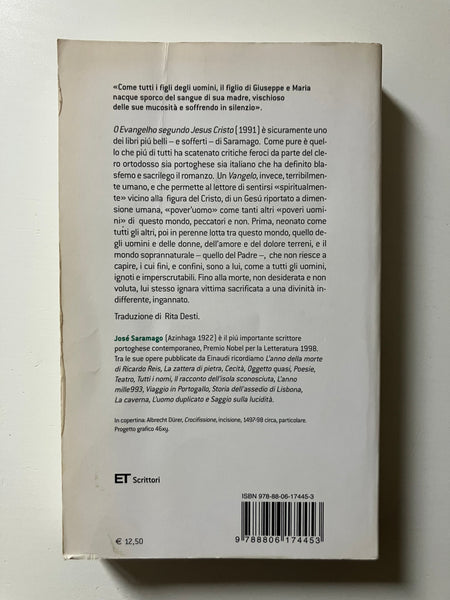 «Come tutti i figli degli uomini, il figlio di Giuseppe e Maria
nacque sporco del sangue di sua madre, vischioso
delle sue mucosità e soffrendo in silenzio».
O Evangelho segundo Jesus Cristo (1991) è sicuramente uno
dei libri piú belli – e sofferti – di Saramago. Come pure è quel-
lo che piú di tutti ha scatenato critiche feroci da parte del cle-
ro ortodosso sia portoghese sia italiano che ha definito bla-
sfemo e sacrilego il romanzo. Un Vangelo, invece, terribilmen-
te umano, e che permette al lettore di sentirsi «spiritualmen-
te» vicino alla figura del Cristo, di un Gesú riportato a dimen-
sione umana, «pover'uomo» come tanti altri «poveri uomi-
ni» di questo mondo, peccatori e non. Prima, neonato come
tutti gli altri, poi in perenne lotta tra questo mondo, quello de-
gli uomini e delle donne, dell'amore e del dolore terreni, e il
mondo soprannaturale – quello del Padre –, che non riesce a
capire, i cui fini, e confini, sono a lui, come a tutti gli uomini,
ignoti e imperscrutabili. Fino alla morte, non desiderata e non
voluta, lui stesso ignara vittima sacrificata a una divinità in-
differente, ingannato.
Traduzione di Rita Desti.
José Saramago (Azinhaga 1922) è il piú importante scrittore
portoghese contemporaneo, Premio Nobel per la Letteratura 1998.
Tra le sue opere pubblicate da Einaudi ricordiamo L'anno della morte
di Ricardo Reis, La zattera di pietra, Cecità, Oggetto quasi, Poesie,
Teatro, Tutti i nomi, Il racconto dell'isola sconosciuta, L'anno
mille993, Viaggio in Portogallo, Storia dell'assedio di Lisbona,
La caverna, L'uomo duplicato e Saggio sulla lucidità.
In copertina: Albrecht Dürer, Crocifissione, incisione, 1497-98 circa, particolare.
Progetto grafico 46xy.
ET Scrittori
ISBN 978-88-06-17445-3
€ 12,50
9 788806 174453